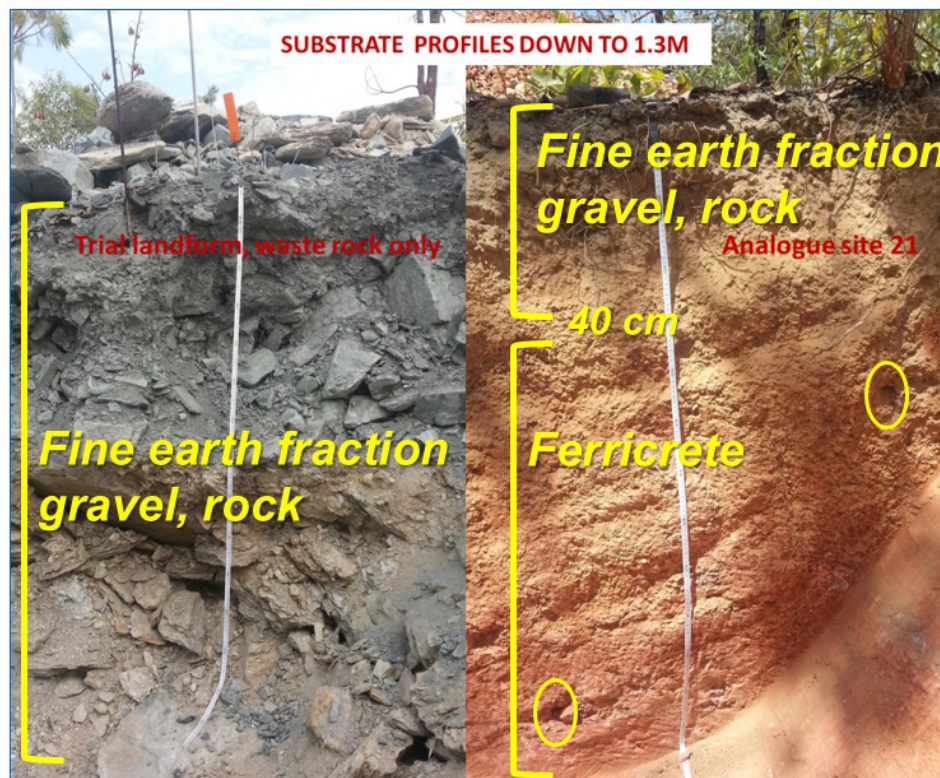 SUBSTRATE PROFILES DOWN TO 1.3M
Trial landform, waste rock only
Fine earth fraction
gravel, rock
Fine earth fraction
gravel, rock
Analogue site 21
40 cm
Ferricrete